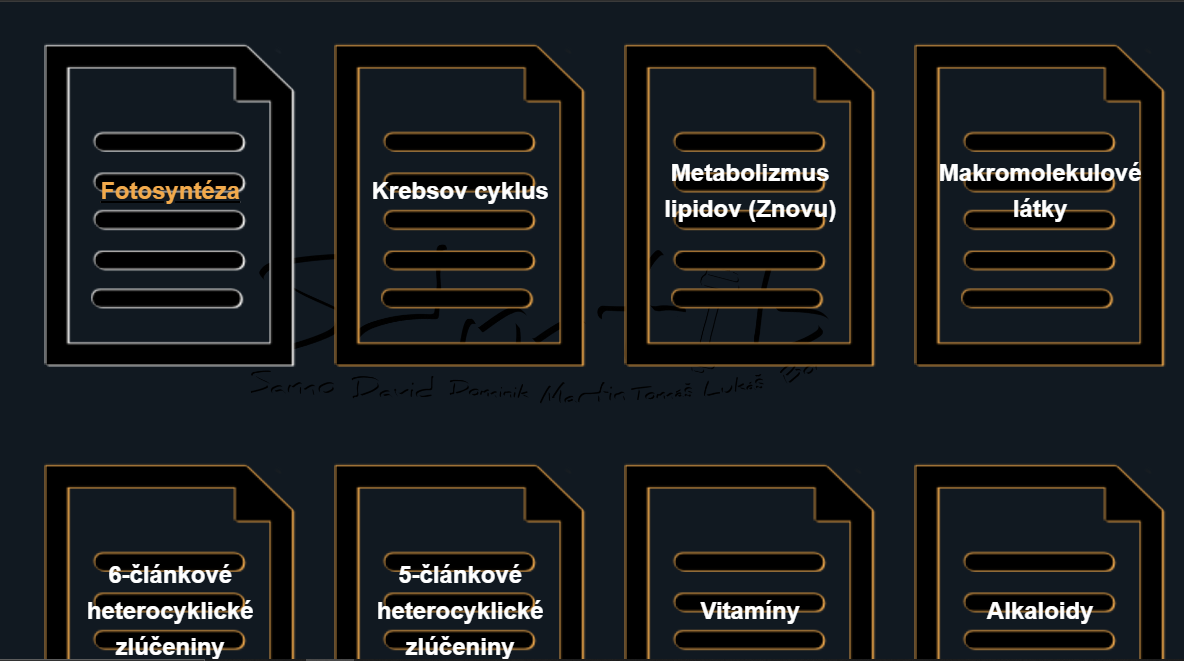 Fotosyntéza
Krebsov cyklus
Metabolizmus
lipidov (Znovu)
Makromolekulové
látky
Samo David Dominik Martin Tomáš Lukáš
6-článkové
heterocyklické
zlúčeniny
5-článkové
heterocyklické
zlúčeniny
Vitamíny
Alkaloidy